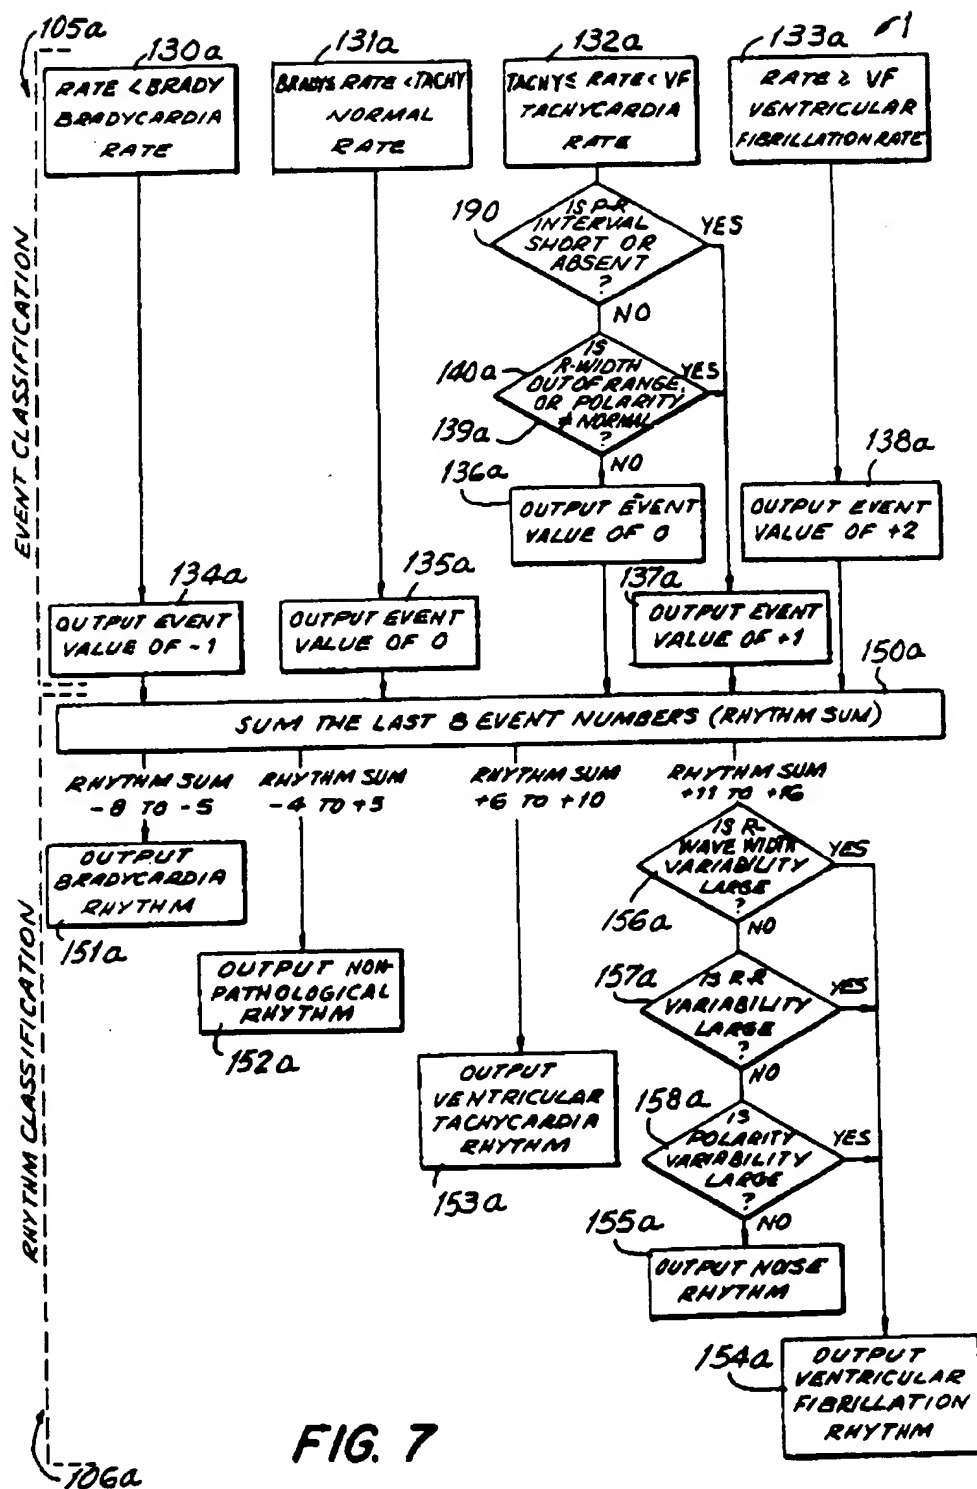 105a
130a
131a
132a
133a
RATE < BRADY
BRADYCARDIA
RATE
BRADY≤ RATE < TACHY
NORMAL
RATE
TACHY≤ RATE < VF
TACHYCARDIA
RATE
RATE ≥ VF
VENTRICULAR
FIBRILLATION RATE
EVENT CLASSIFICATION
190
IS P-R
INTERVAL
SHORT OR
ABSENT
?
YES
NO
140a
139a
IS
R-WIDTH
OUT OF RANGE,
OR POLARITY
≠ NORMAL
?
YES
NO
136a
OUTPUT EVENT
VALUE OF 0
138a
OUTPUT EVENT
VALUE OF +2
134a
OUTPUT EVENT
VALUE OF -1
135a
OUTPUT EVENT
VALUE OF 0
137a
OUTPUT EVENT
VALUE OF +1
150a
SUM THE LAST 8 EVENT NUMBERS (RHYTHM SUM)
RHYTHM SUM
-8 TO -5
RHYTHM SUM
-4 TO +5
RHYTHM SUM
+6 TO +10
RHYTHM SUM
+11 TO +16
RHYTHM CLASSIFICATION
OUTPUT
BRADYCARDIA
RHYTHM
151a
OUTPUT NON-
PATHOLOGICAL
RHYTHM
152a
OUTPUT
VENTRICULAR
TACHYCARDIA
RHYTHM
153a
IS R-
WAVE WIDTH
VARIABILITY
LARGE
?
YES
156a
NO
157a
IS R-R
VARIABILITY
LARGE
?
YES
NO
158a
IS
POLARITY
VARIABILITY
LARGE
?
YES
NO
155a
OUTPUT NOISE
RHYTHM
154a
OUTPUT
VENTRICULAR
FIBRILLATION
RHYTHM
FIG. 7
106a